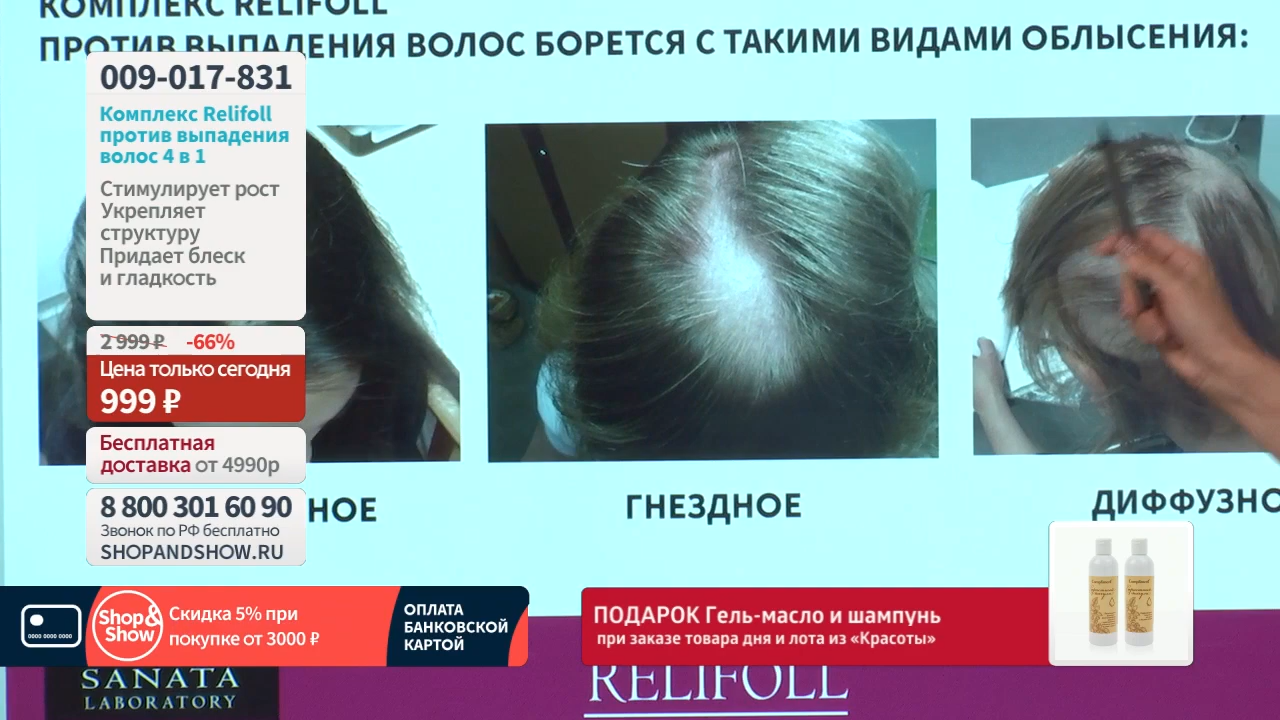 КОМПЛЕКС RELIFOLL
ПРОТИВ ВЫПАДЕНИЯ ВОЛОС БОРЕТСЯ С ТАКИМИ ВИДАМИ ОБЛЫСЕНИЯ:
009-017-831
Комплекс Relifoll
против выпадения
волос 4 в 1
Стимулирует рост
Укрепляет
структуру
Придает блеск
и гладкость
2 999 ₽ -66%
Цена только сегодня
999 ₽
Бесплатная
доставка от 4990р
8 800 301 60 90
Звонок по РФ бесплатно
SHOPANDSHOW.RU
НОЕ
ГНЕЗДНОЕ
ДИФФУЗНО
Shop&
Show
Скидка 5% при
покупке от 3000 ₽
ОПЛАТА
БАНКОВСКОЙ
КАРТОЙ
0000 0000 0000
ПОДАРОК Гель-масло и шампунь
при заказе товара дня и лота из «Красоты»
SANATA
LABORATORY
RELIFOLL